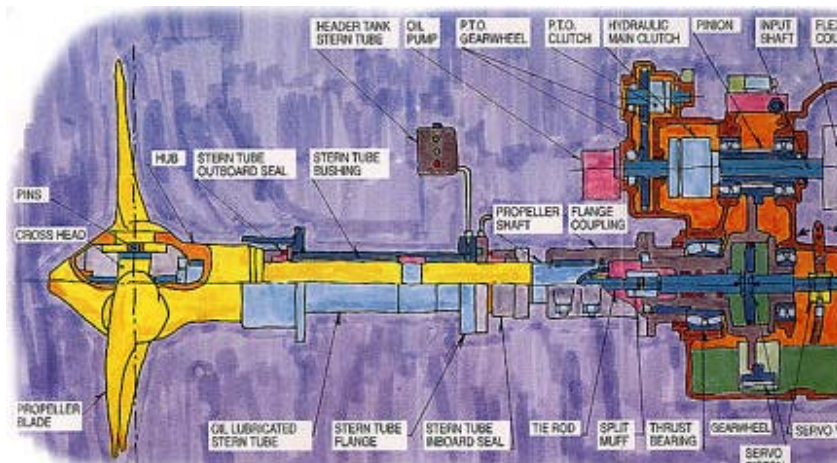 HEADER TANK
STERN TUBE
OIL
PUMP
P.T.O.
GEARWHEEL
P.T.O.
CLUTCH
HYDRAULIC
MAIN CLUTCH
PINION
INPUT
SHAFT
HUB
STERN TUBE
OUTBOARD SEAL
STERN TUBE
BUSHING
PINS
CROSS HEAD
PROPELLER
SHAFT
FLANGE
COUPLING
PROPELLER
BLADE
OIL LUBRICATED
STERN TUBE
STERN TUBE
FLANGE
STERN TUBE
INBOARD SEAL
TIE ROD
SPLIT
MUFF
THRUST
BEARING
GEARWHEEL
SERVO
SERVO